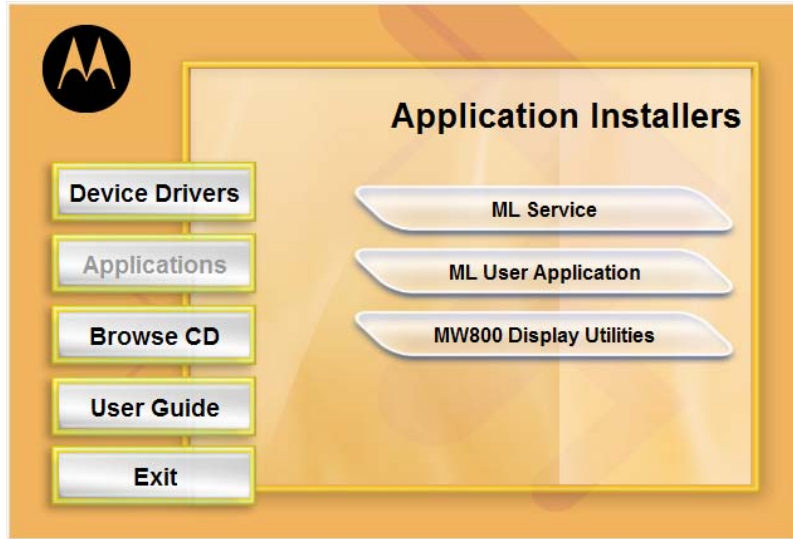 Application Installers
Device Drivers
Applications
Browse CD
User Guide
Exit
ML Service
ML User Application
MW800 Display Utilities